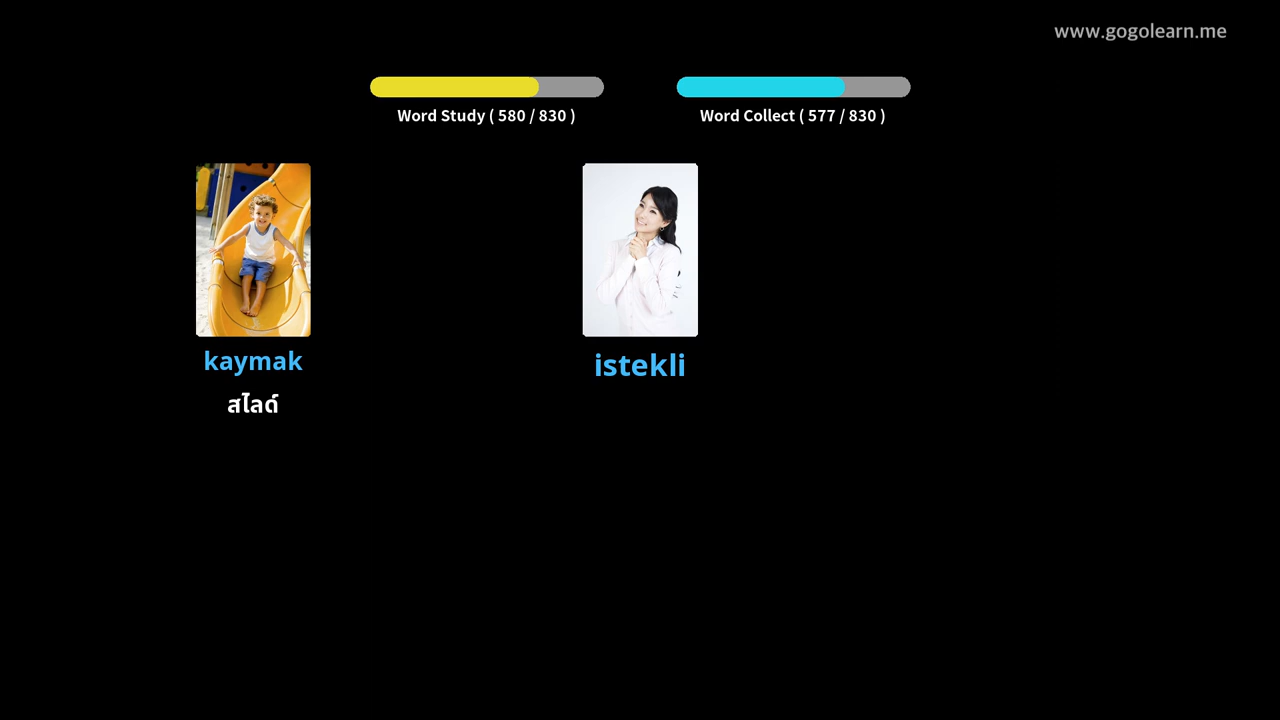 www.gogolearn.me
Word Study ( 580 / 830 )
Word Collect ( 577 / 830 )
kaymak
istekli
สไลด์